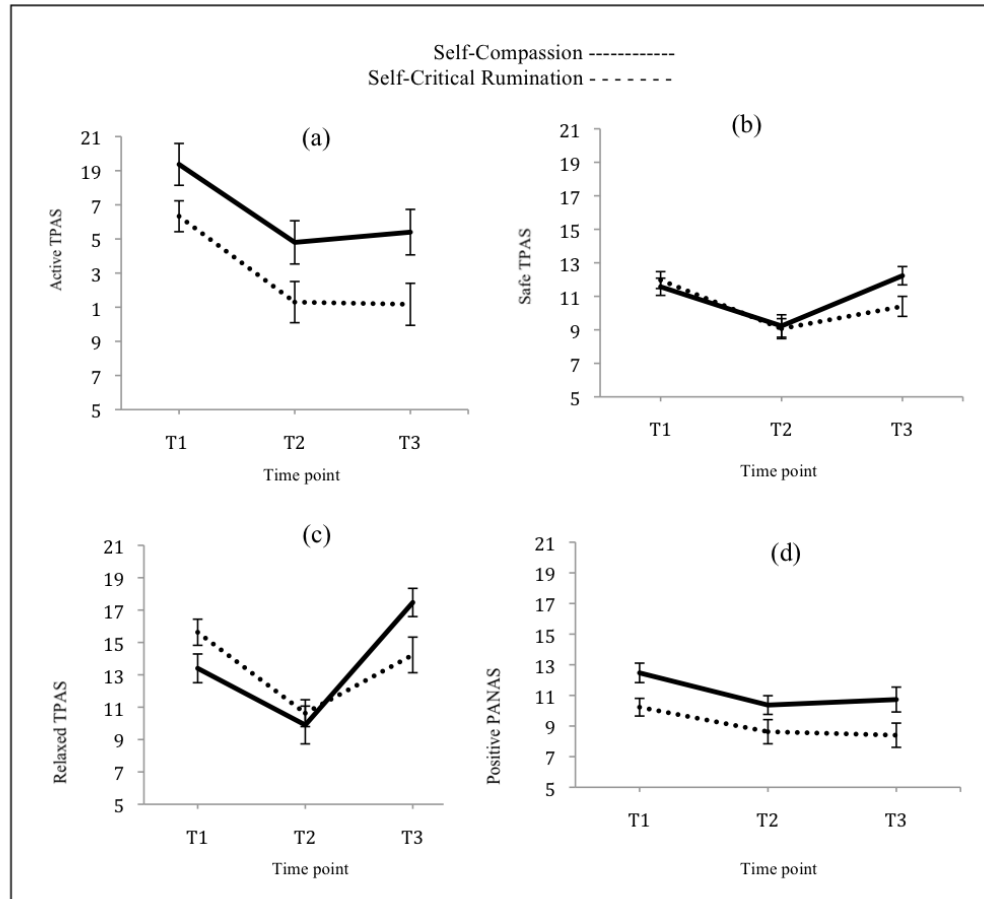 Self-Compassion ------------
Self-Critical Rumination - - - - - - -
(a)
21
19
7
5
3
1
9
7
5
Active TPAS
T1 T2 T3
Time point
(b)
21
19
17
15
13
11
9
7
5
Safe TPAS
T1 T2 T3
Time point
(c)
21
19
17
15
13
11
9
7
5
Relaxed TPAS
T1 T2 T3
Time point
(d)
21
19
17
15
13
11
9
7
5
Positive PANAS
T1 T2 T3
Time point